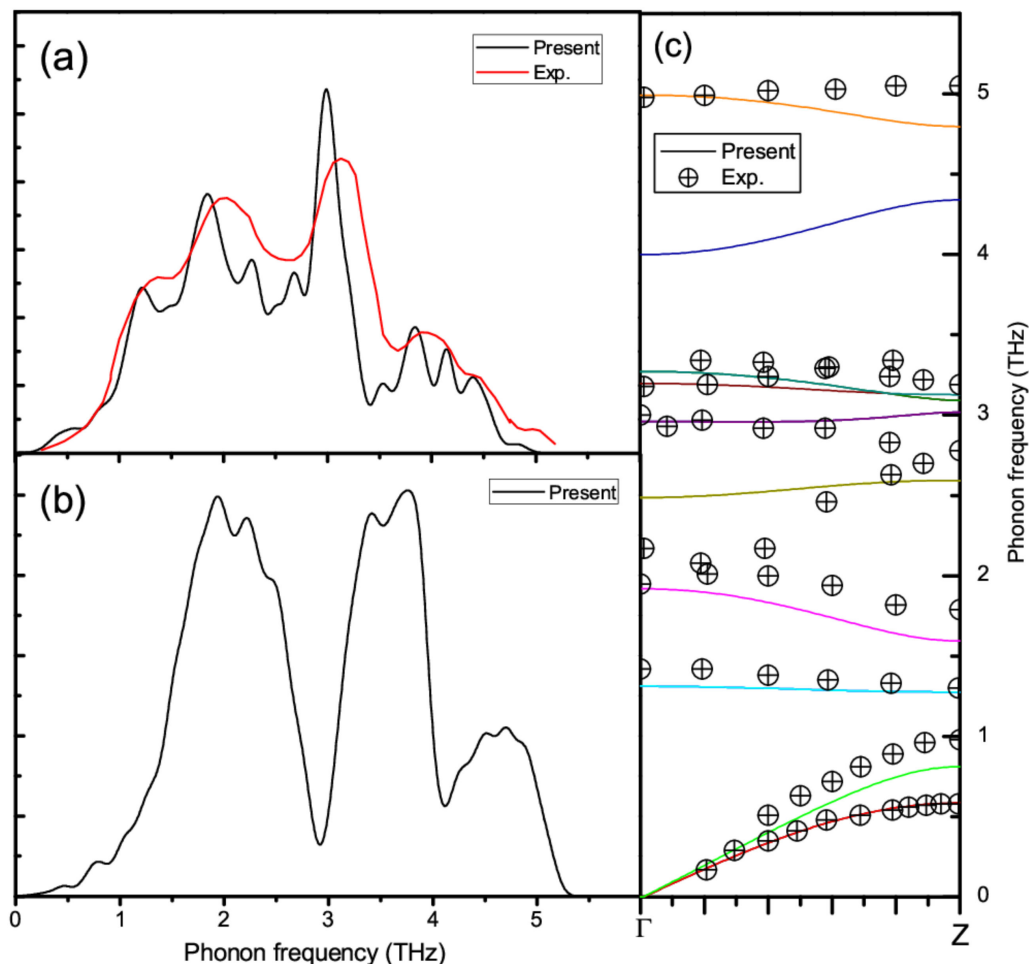 (a)
Present
Exp.
(b)
Present
0
1
2
3
4
5
Phonon frequency (THz)
(c)
Present
Exp.
5
4
3
2
1
0
Γ
Z
Phonon frequency (THz)